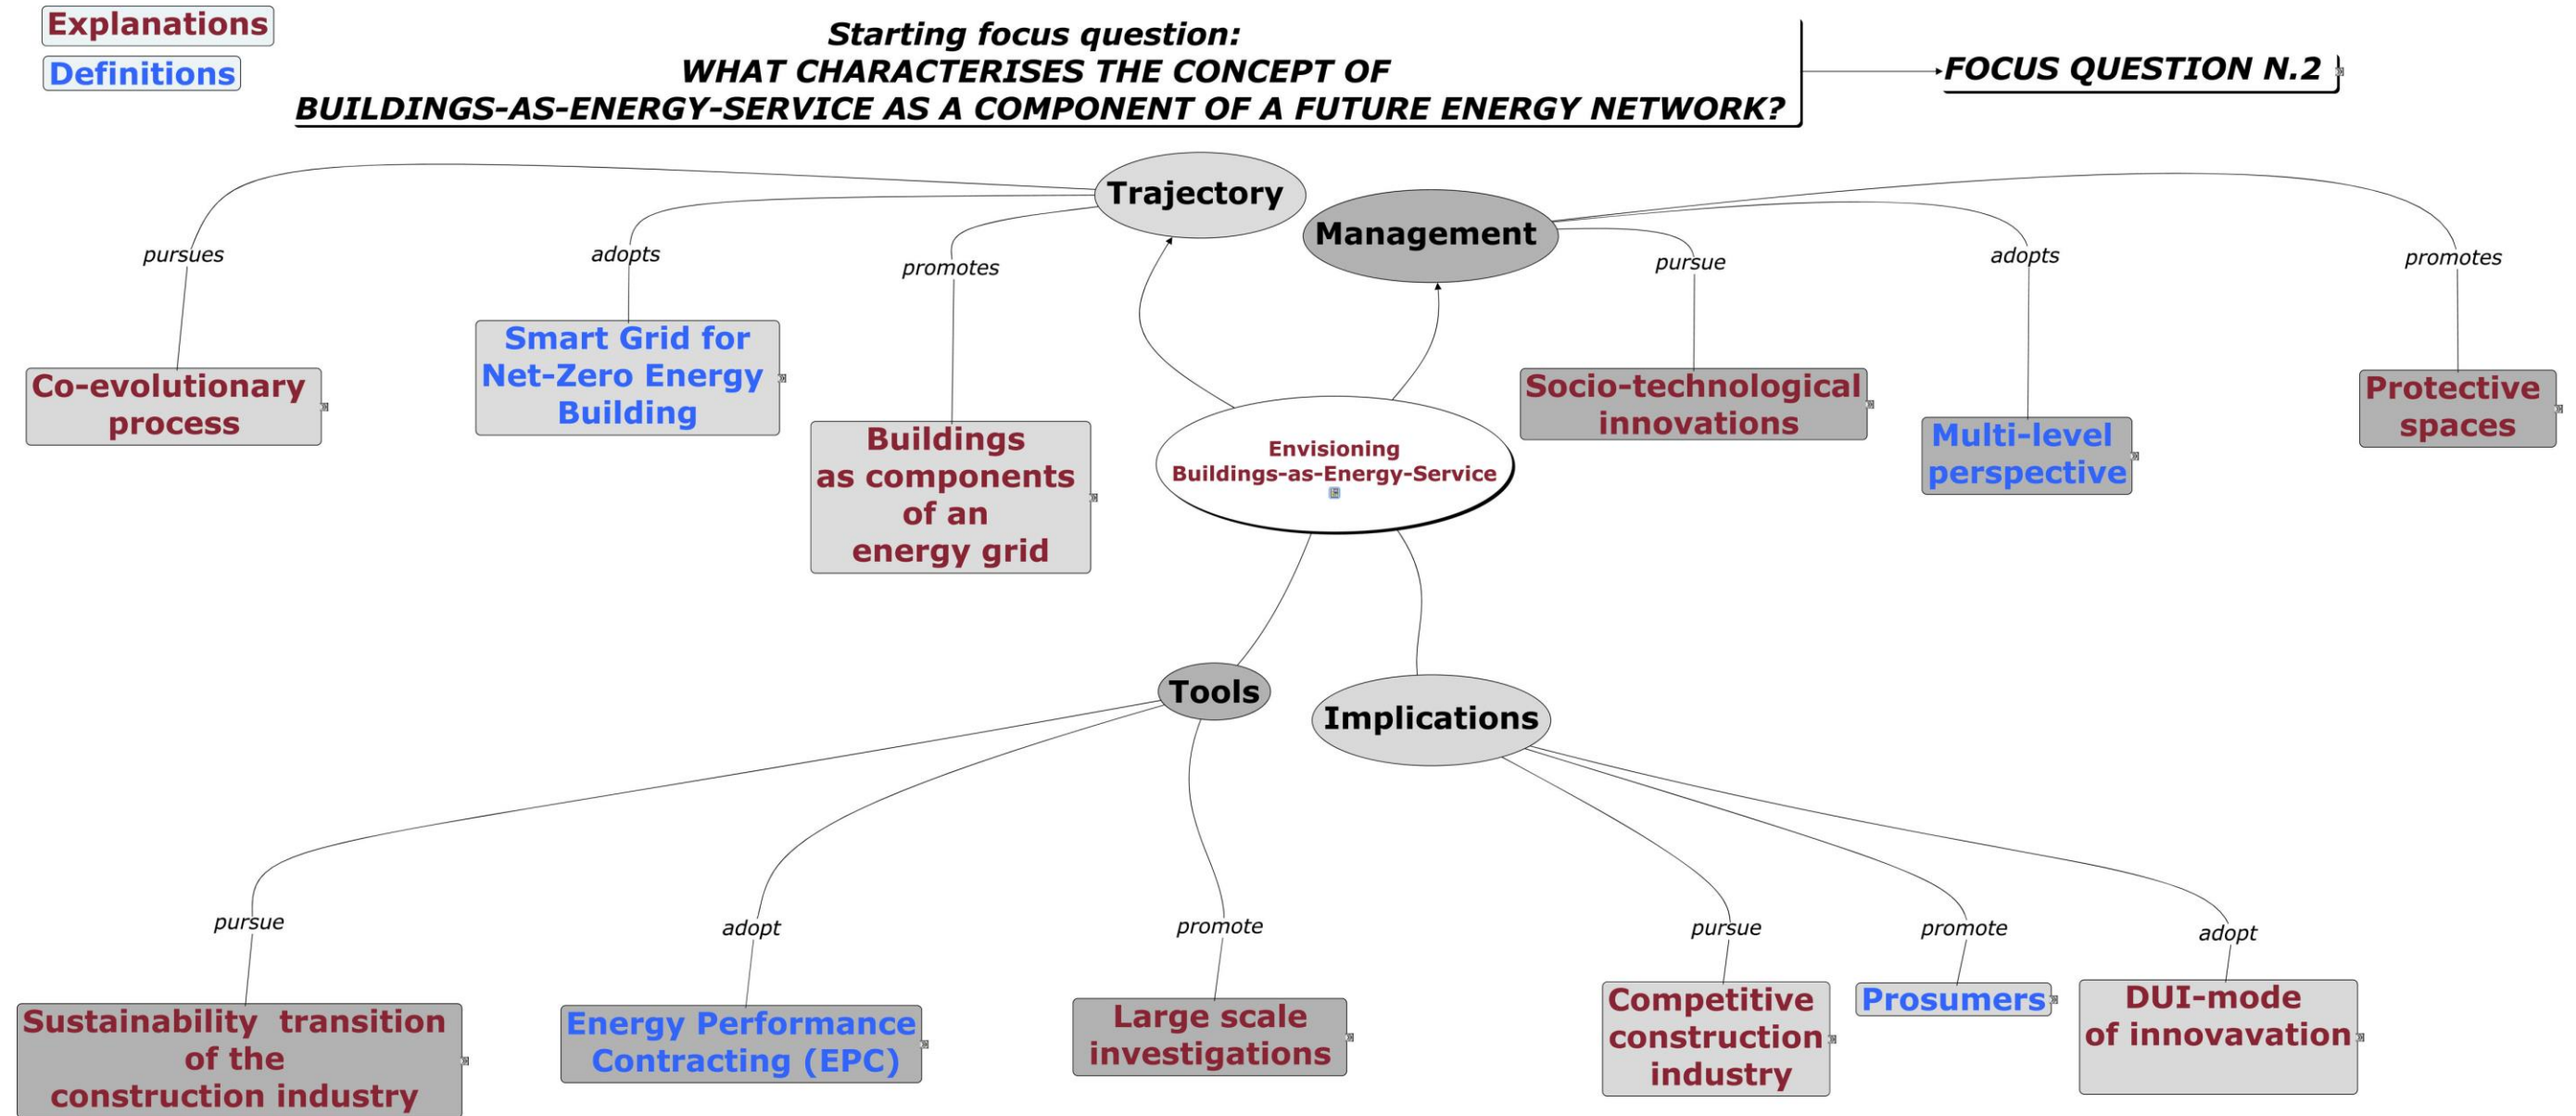 Explanations
Definitions
Starting focus question:
WHAT CHARACTERISES THE CONCEPT OF
BUILDINGS-AS-ENERGY-SERVICE AS A COMPONENT OF A FUTURE ENERGY NETWORK?
FOCUS QUESTION N.2
Trajectory
Management
pursues
adopts
promotes
pursue
adopts
promotes
Co-evolutionary
process
Smart Grid for
Net-Zero Energy
Building
Buildings
as components
of an
energy grid
Envisioning
Buildings-as-Energy-Service
Socio-technological
innovations
Multi-level
perspective
Protective
spaces
Tools
Implications
pursue
adopt
promote
pursue
promote
adopt
Sustainability transition
of the
construction industry
Energy Performance
Contracting (EPC)
Large scale
investigations
Competitive
construction
industry
Prosumers
DUI-mode
of innovavation